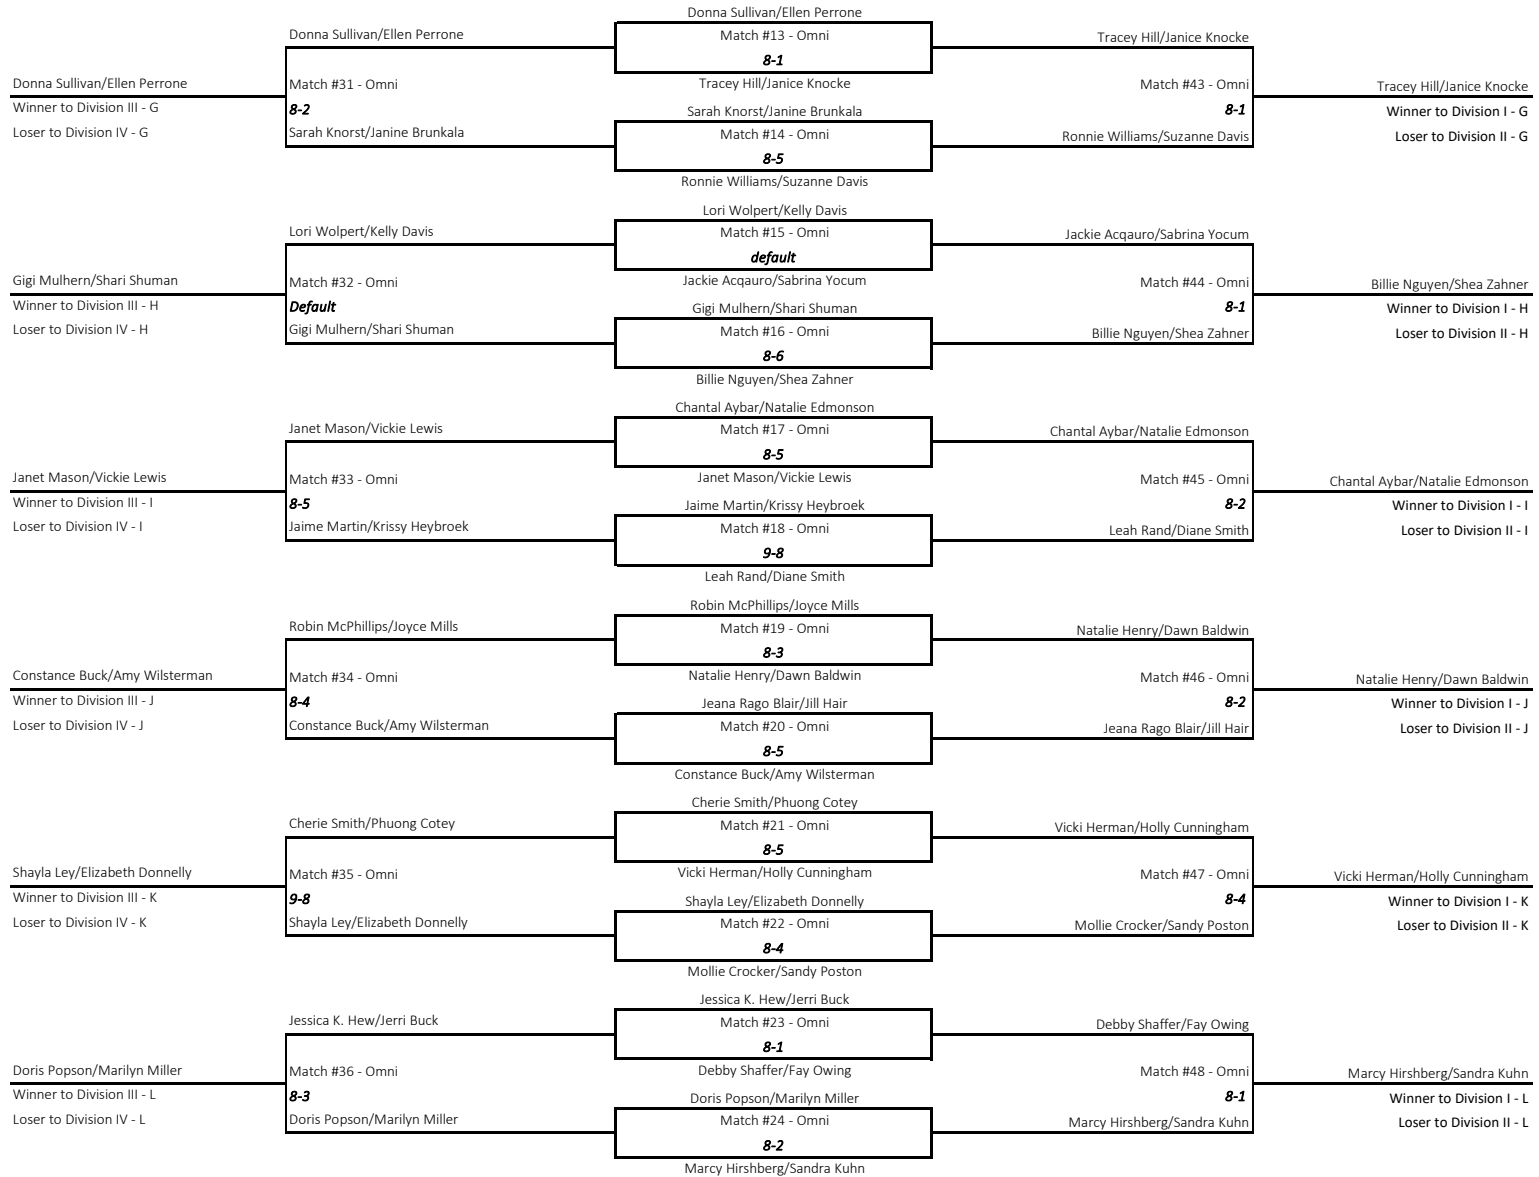 Donna Sullivan/Ellen Perrone
Donna Sullivan/Ellen Perrone
Match #13 - Omni
Tracey Hill/Janice Knocke
8-1
Donna Sullivan/Ellen Perrone
Match #31 - Omni
Tracey Hill/Janice Knocke
Match #43 - Omni
Tracey Hill/Janice Knocke
Winner to Division III - G
8-2
Sarah Knorst/Janine Brunkala
8-1
Winner to Division I - G
Loser to Division IV - G
Sarah Knorst/Janine Brunkala
Match #14 - Omni
Ronnie Williams/Suzanne Davis
Loser to Division II - G
8-5
Ronnie Williams/Suzanne Davis
Lori Wolpert/Kelly Davis
Lori Wolpert/Kelly Davis
Match #15 - Omni
Jackie Acqauro/Sabrina Yocum
default
Gigi Mulhern/Shari Shuman
Match #32 - Omni
Jackie Acqauro/Sabrina Yocum
Match #44 - Omni
Billie Nguyen/Shea Zahner
Winner to Division III - H
Default
Gigi Mulhern/Shari Shuman
8-1
Winner to Division I - H
Loser to Division IV - H
Gigi Mulhern/Shari Shuman
Match #16 - Omni
Billie Nguyen/Shea Zahner
Loser to Division II - H
8-6
Billie Nguyen/Shea Zahner
Chantal Aybar/Natalie Edmonson
Janet Mason/Vickie Lewis
Match #17 - Omni
Chantal Aybar/Natalie Edmonson
8-5
Janet Mason/Vickie Lewis
Match #33 - Omni
Janet Mason/Vickie Lewis
Match #45 - Omni
Chantal Aybar/Natalie Edmonson
Winner to Division III - I
8-5
Jaime Martin/Krissy Heybroek
8-2
Winner to Division I - I
Loser to Division IV - I
Jaime Martin/Krissy Heybroek
Match #18 - Omni
Leah Rand/Diane Smith
Loser to Division II - I
9-8
Leah Rand/Diane Smith
Robin McPhillips/Joyce Mills
Robin McPhillips/Joyce Mills
Match #19 - Omni
Natalie Henry/Dawn Baldwin
8-3
Constance Buck/Amy Wilsterman
Match #34 - Omni
Natalie Henry/Dawn Baldwin
Match #46 - Omni
Natalie Henry/Dawn Baldwin
Winner to Division III - J
8-4
Jeana Rago Blair/Jill Hair
8-2
Winner to Division I - J
Loser to Division IV - J
Constance Buck/Amy Wilsterman
Match #20 - Omni
Jeana Rago Blair/Jill Hair
Loser to Division II - J
8-5
Constance Buck/Amy Wilsterman
Cherie Smith/Phuong Cotey
Cherie Smith/Phuong Cotey
Match #21 - Omni
Vicki Herman/Holly Cunningham
8-5
Shayla Ley/Elizabeth Donnelly
Match #35 - Omni
Vicki Herman/Holly Cunningham
Match #47 - Omni
Vicki Herman/Holly Cunningham
Winner to Division III - K
9-8
Shayla Ley/Elizabeth Donnelly
8-4
Winner to Division I - K
Loser to Division IV - K
Shayla Ley/Elizabeth Donnelly
Match #22 - Omni
Mollie Crocker/Sandy Poston
Loser to Division II - K
8-4
Mollie Crocker/Sandy Poston
Jessica K. Hew/Jerri Buck
Jessica K. Hew/Jerri Buck
Match #23 - Omni
Debby Shaffer/Fay Owing
8-1
Doris Popson/Marilyn Miller
Match #36 - Omni
Debby Shaffer/Fay Owing
Match #48 - Omni
Marcy Hirshberg/Sandra Kuhn
Winner to Division III - L
8-3
Doris Popson/Marilyn Miller
8-1
Winner to Division I - L
Loser to Division IV - L
Doris Popson/Marilyn Miller
Match #24 - Omni
Marcy Hirshberg/Sandra Kuhn
Loser to Division II - L
8-2
Marcy Hirshberg/Sandra Kuhn